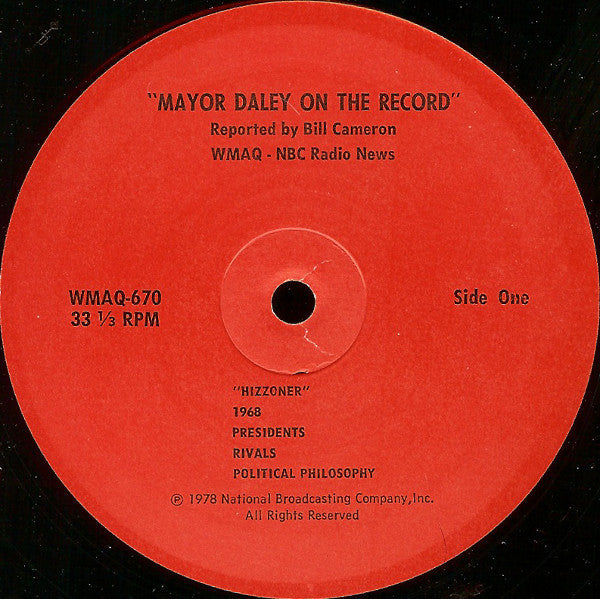 "MAYOR DALEY ON THE RECORD"
Reported by Bill Cameron
WMAQ - NBC Radio News
WMAQ-670
33 ⅓ RPM
Side One
"HIZZONER"
1968
PRESIDENTS
RIVALS
POLITICAL PHILOSOPHY
℗ 1978 National Broadcasting Company,Inc.
All Rights Reserved